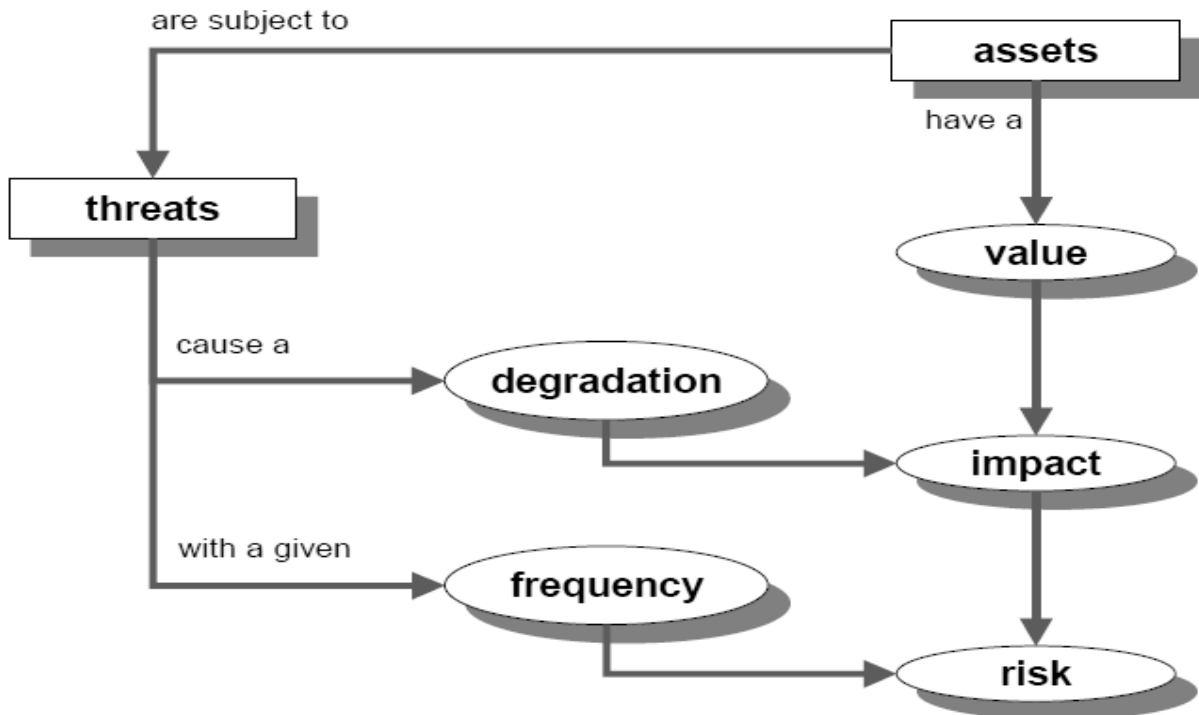 are subject to
assets
have a
threats
value
cause a
degradation
impact
with a given
frequency
risk